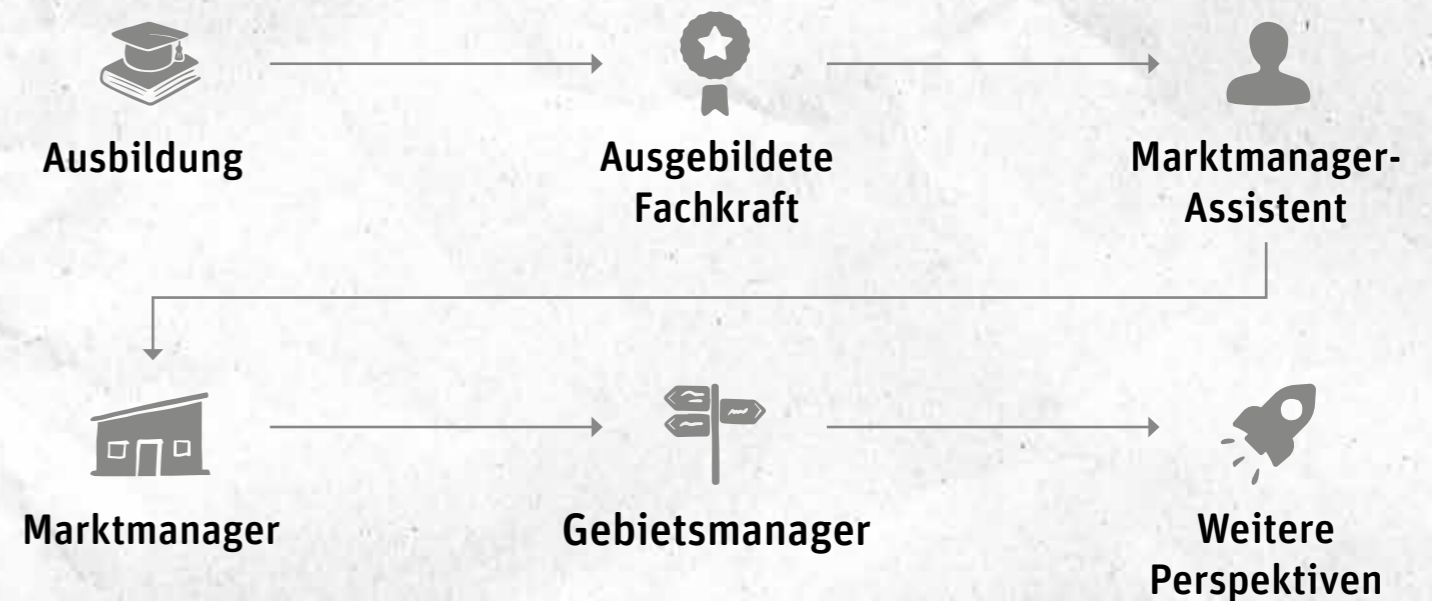 Ausbildung
Ausgebildete
Fachkraft
Marktmanager-
Assistent
Marktmanager
Gebietsmanager
Weitere
Perspektiven